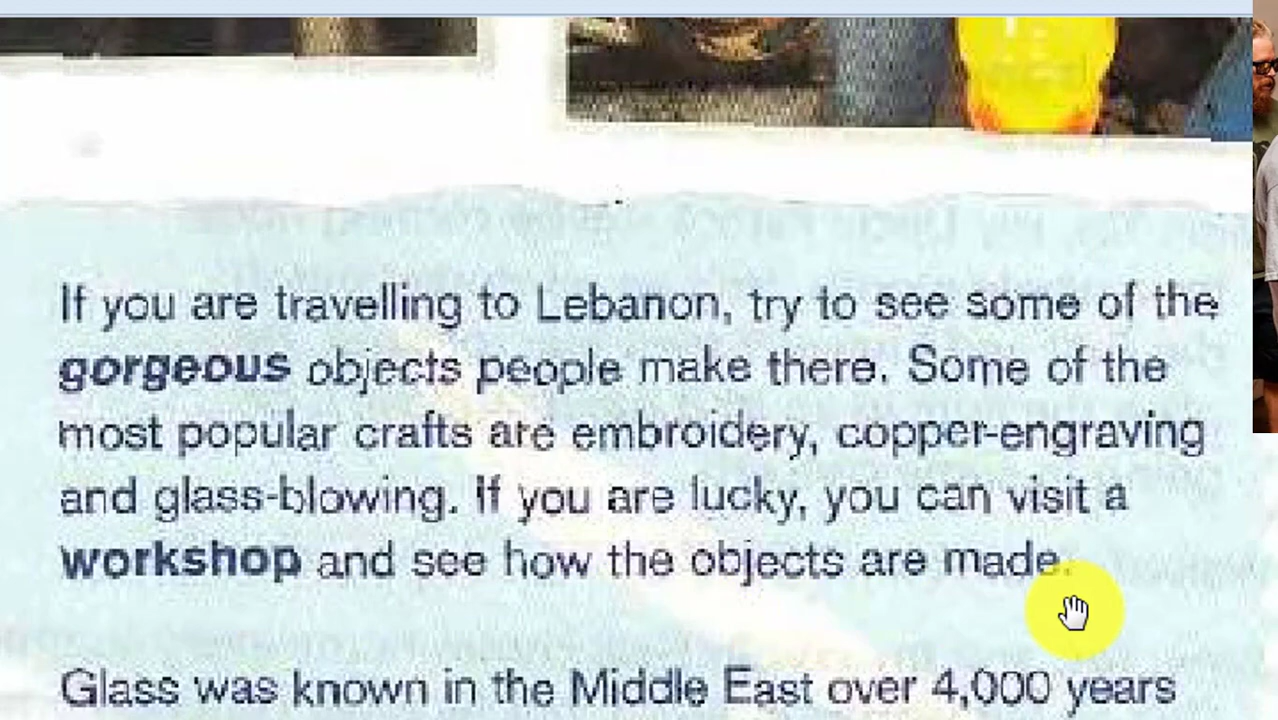 If you are travelling to Lebanon, try to see some of the
gorgeous objects people make there. Some of the
most popular crafts are embroidery, copper-engraving
and glass-blowing. If you are lucky, you can visit a
workshop and see how the objects are made.
Glass was known in the Middle East over 4,000 years